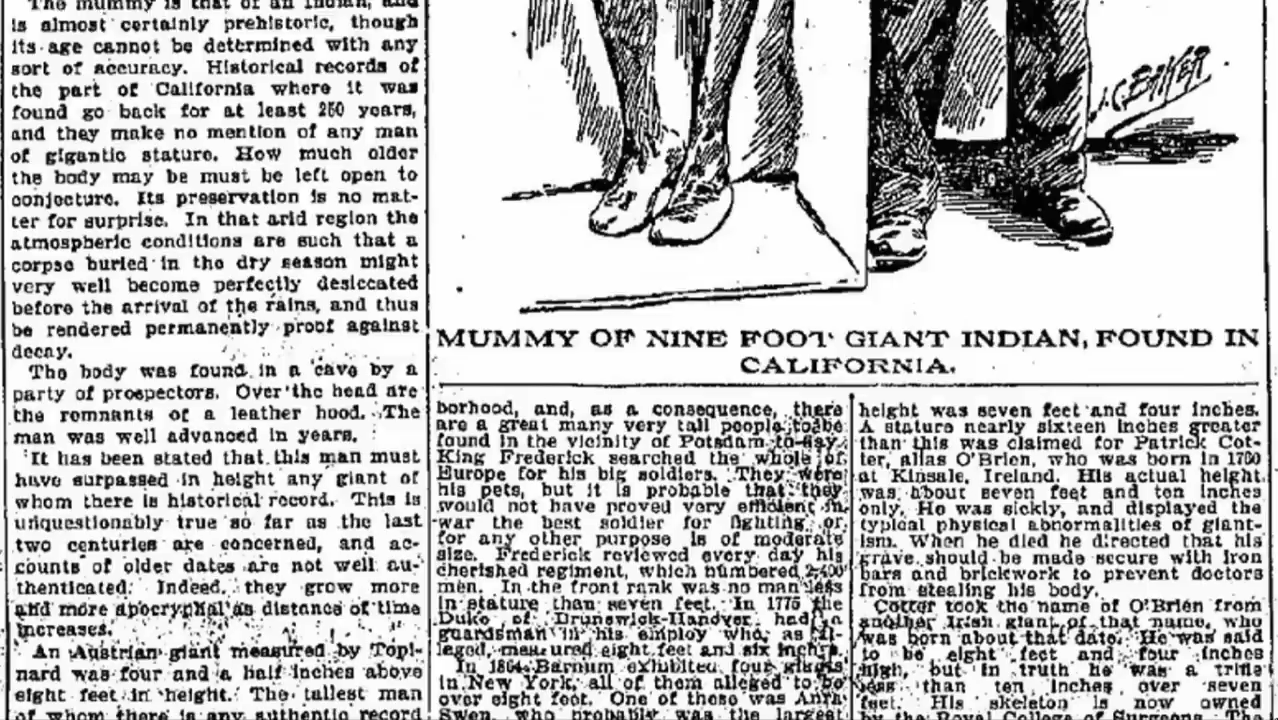 The mummy is that of an Indian, and
is almost certainly prehistoric, though
its age cannot be determined with any
sort of accuracy. Historical records of
the part of California where it was
found go back for at least 250 years,
and they make no mention of any man
of gigantic stature. How much older
the body may be must be left open to
conjecture. Its preservation is no mat-
ter for surprise. In that arid region the
atmospheric conditions are such that a
corpse buried in the dry season might
very well become perfectly desiccated
before the arrival of the rains, and thus
be rendered permanently proof against
decay.
The body was found in a cave by a
party of prospectors. Over the head are
the remnants of a leather hood. The
man was well advanced in years.
It has been stated that this man must
have surpassed in height any giant of
whom there is historical record. This is
unquestionably true so far as the last
two centuries are concerned, and ac-
counts of older dates are not well au-
thenticated. Indeed, they grow more
and more apocryphal as distance of time
increases.
An Austrian giant measured by Topi-
nard was four and a half inches above
eight feet in height. The tallest man
of whom there is any authentic record
MUMMY OF NINE FOOT GIANT INDIAN, FOUND IN
CALIFORNIA.
borhood, and, as a consequence, there
are a great many very tall people to be
found in the vicinity of Potsdam to-day.
King Frederick searched the whole of
Europe for his big soldiers. They were
his pets, but it is probable that they
would not have proved very efficient in
war the best soldier for fighting or
for any other purpose is of moderate
size. Frederick reviewed every day his
cherished regiment, which numbered 2,400
men. In the front rank was no man less
in stature than seven feet. In 1775 the
Duke of Brunswick-Hanover had a
guardsman in his employ who, as al-
leged, measured eight feet and six inches.
In 1864 Barnum exhibited four giants
in New York, all of them alleged to be
over eight feet. One of these was Anna
Swen, who probably was the largest
height was seven feet and four inches.
A stature nearly sixteen inches greater
than this was claimed for Patrick Cot-
ter, alias O'Brien, who was born in 1760
at Kinsale, Ireland. His actual height
was about seven feet and ten inches
only. He was sickly, and displayed the
typical physical abnormalities of giant-
ism. When he died he directed that his
grave should be made secure with iron
bars and brickwork to prevent doctors
from stealing his body.
Cotter took the name of O'Brien from
another Irish giant of that name, who
was born about that date. He was said
to be eight feet and four inches
high, but in truth he was a trifle
less than ten inches over seven
feet. His skeleton is now owned
by the Royal College of Surgeons. The